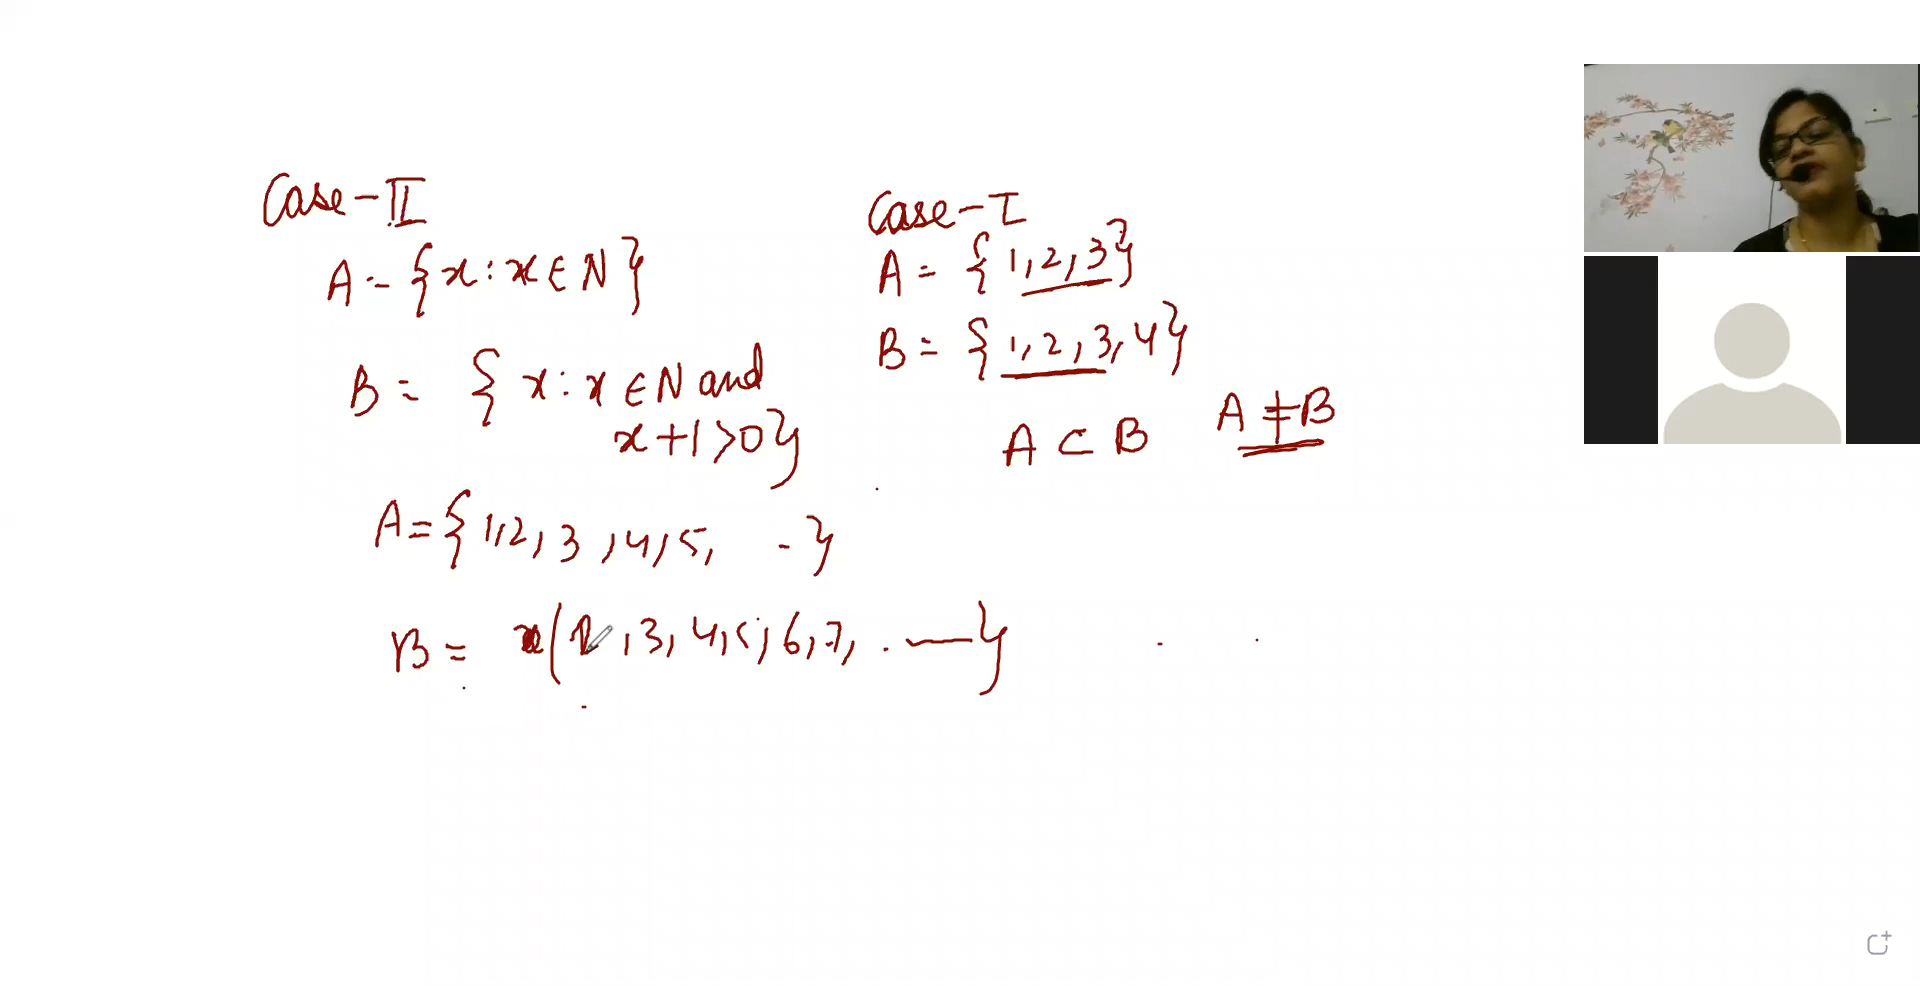 Case-II
A = {x : x ∈ N}
B = {x : x ∈ N and
x+1>0}
A = {1,2,3,4,5, -}
B = {, 3, 4, 5, 6, 7, . —}
Case-I
A = {1,2,3}
B = {1,2,3,4}
A ⊂ B
A ≠ B